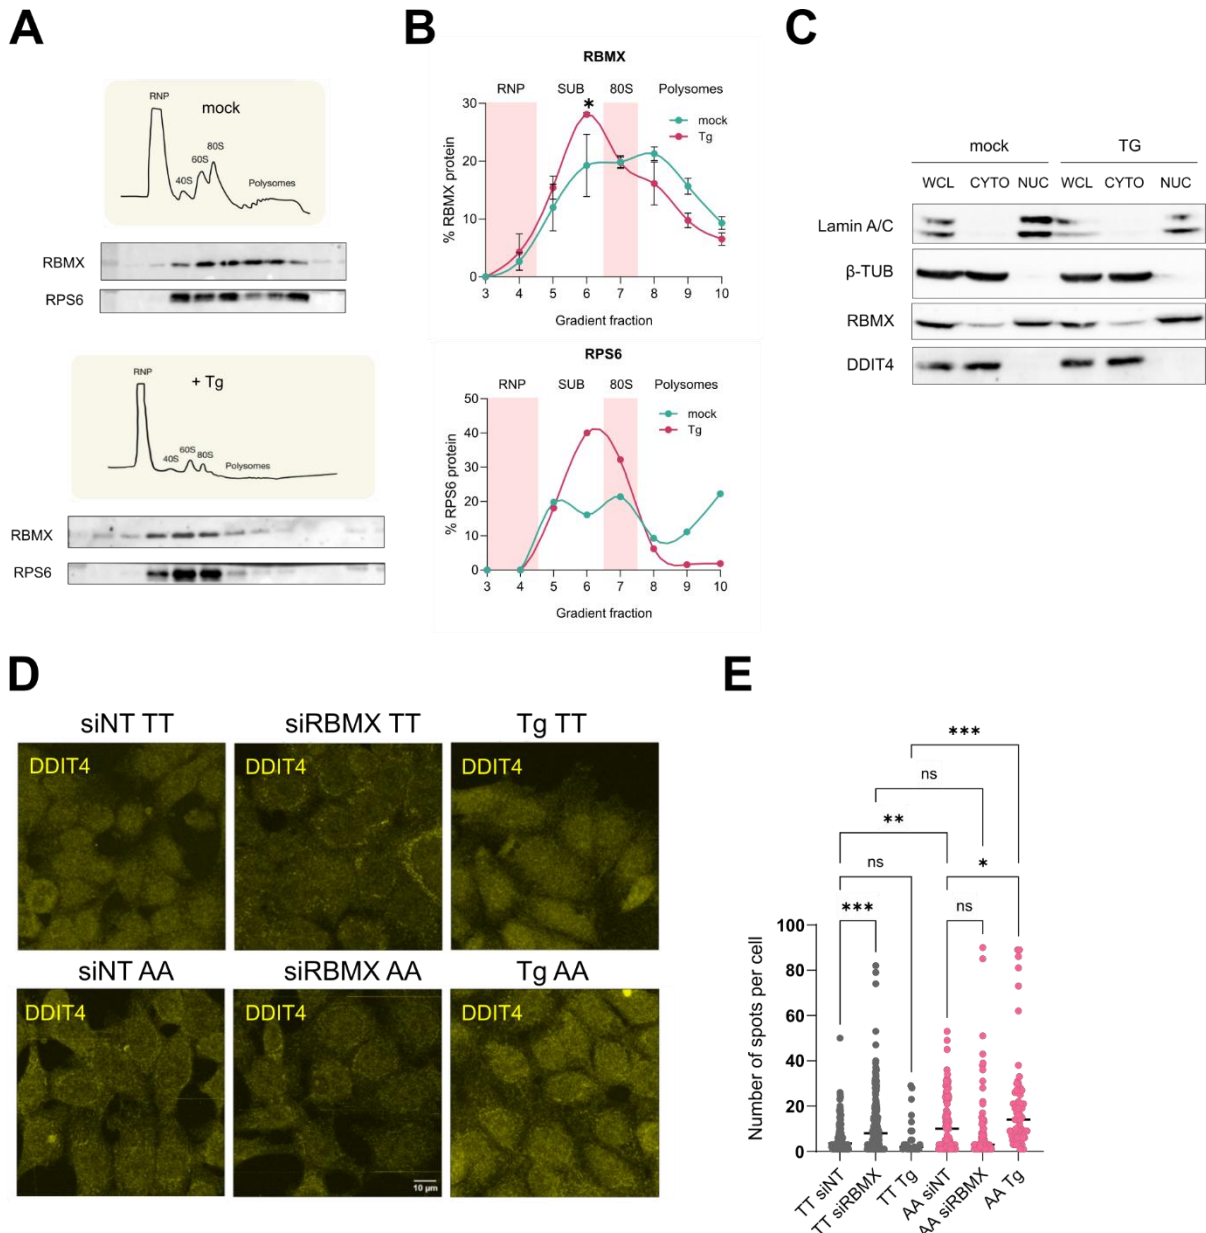 A
RNP
mock
80S
60S
40S
Polysomes
RBMX
RPS6
RNP
+ Tg
60S
40S
80S
Polysomes
RBMX
RPS6
B
RBMX
RNP SUB 80S Polysomes
*
mock
Tg
% RBMX protein
30
20
10
0
3 4 5 6 7 8 9 10
Gradient fraction
RPS6
RNP SUB 80S Polysomes
mock
Tg
% RPS6 protein
50
40
30
20
10
0
3 4 5 6 7 8 9 10
Gradient fraction
C
mock TG
WCL CYTO NUC WCL CYTO NUC
Lamin A/C
β-TUB
RBMX
DDIT4
D
siNT TT siRBMX TT Tg TT
DDIT4 DDIT4 DDIT4
siNT AA siRBMX AA Tg AA
DDIT4 DDIT4 DDIT4
10 µm
E
***
ns
**
ns *
*** ns
Number of spots per cell
100
80
60
40
20
0
TT siNT
TT siRBMX
TT Tg
AA siNT
AA siRBMX
AA Tg